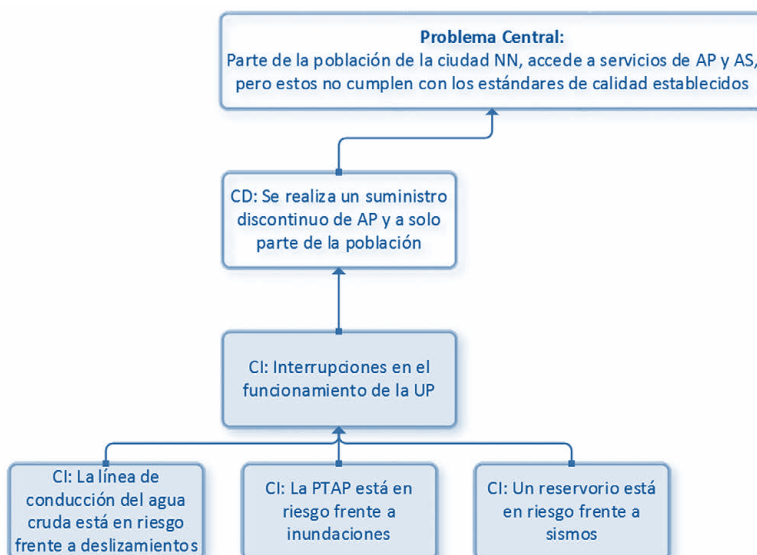 Problema Central:
Parte de la población de la ciudad NN, accede a servicios de AP y AS,
pero estos no cumplen con los estándares de calidad establecidos
CD: Se realiza un suministro
discontinuo de AP y a solo
parte de la población
CI: Interrupciones en el
funcionamiento de la UP
CI: La línea de
conducción del agua
cruda está en riesgo
frente a deslizamientos
CI: La PTAP está en
riesgo frente a
inundaciones
CI: Un reservorio está
en riesgo frente a
sismos